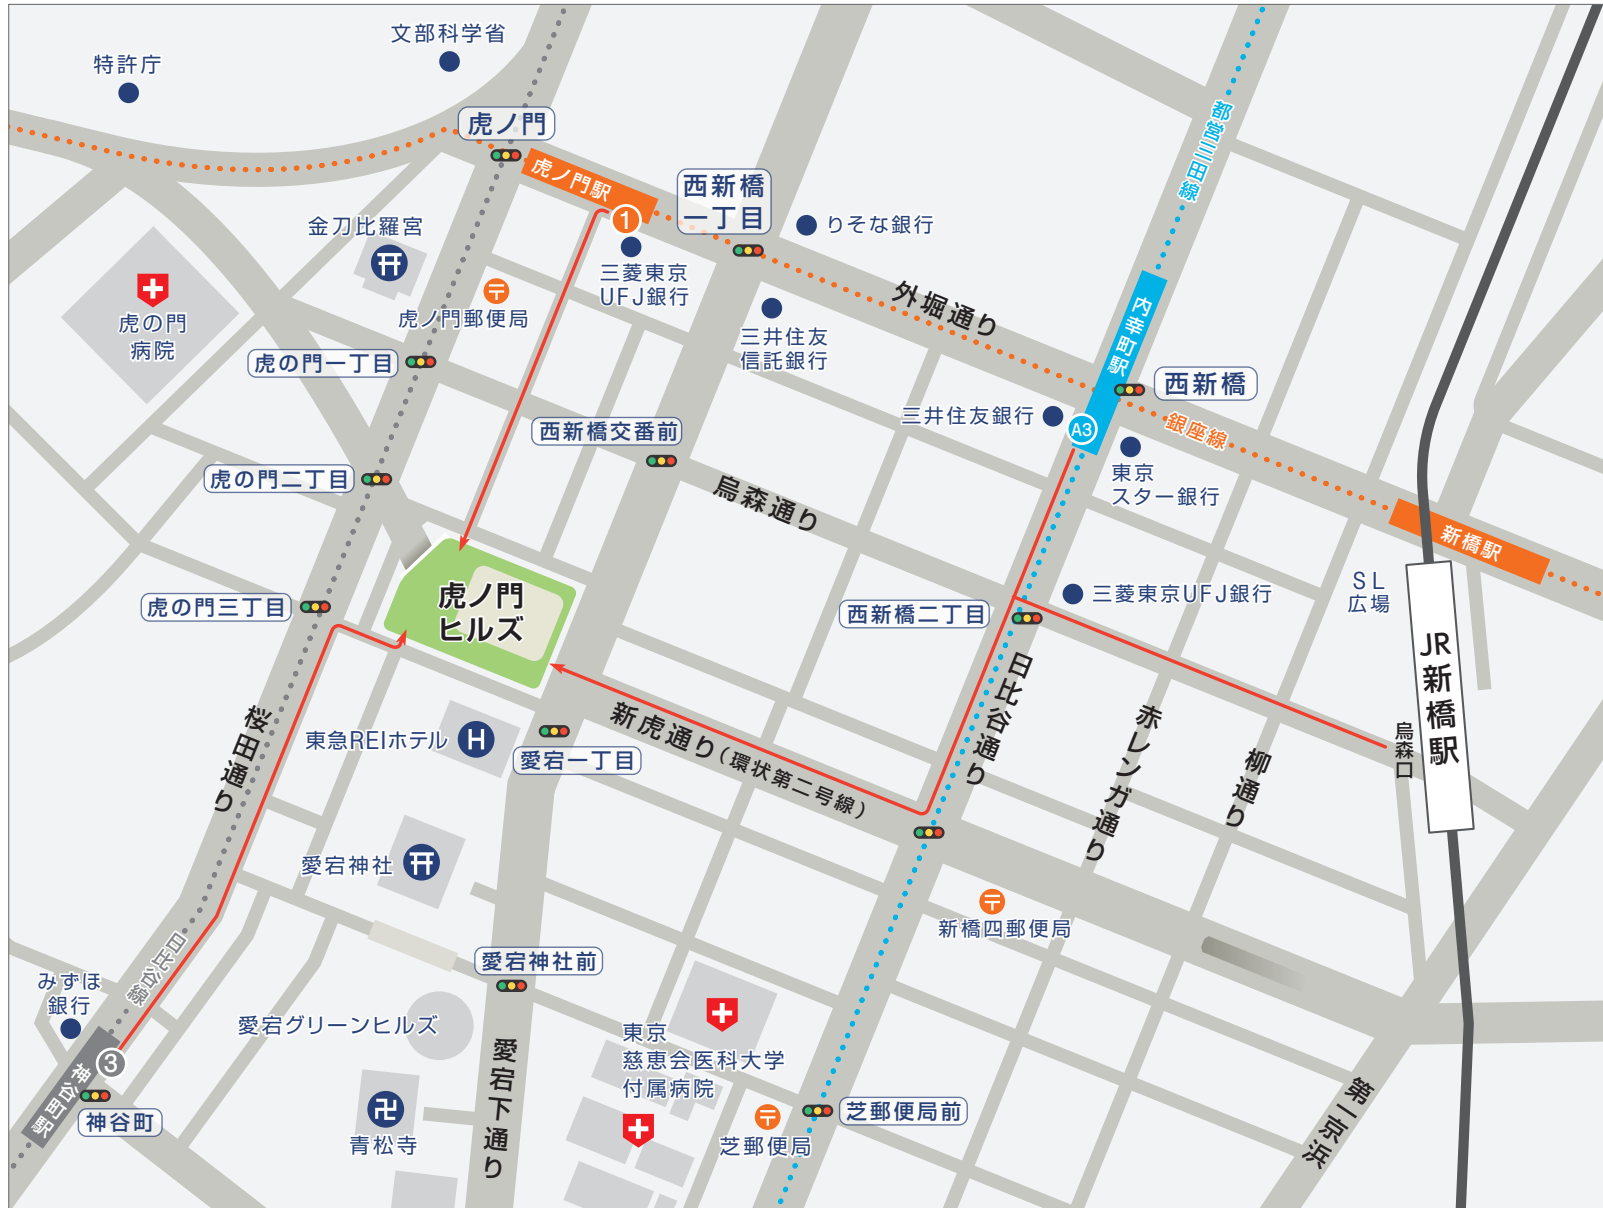 文部科学省
特許庁
虎ノ門
虎ノ門駅
1
西新橋
一丁目
都営三田線
りそな銀行
金刀比羅宮
三菱東京
UFJ銀行
虎の門
病院
虎ノ門郵便局
外堀通り
内幸町駅
三井住友
信託銀行
虎の門一丁目
西新橋
三井住友銀行
A3
銀座線
西新橋交番前
東京
スター銀行
虎の門二丁目
烏森通り
新橋駅
虎ノ門
ヒルズ
虎の門三丁目
西新橋二丁目
三菱東京UFJ銀行
SL
広場
JR新橋駅
日比谷通り
桜田通り
東急REIホテル
H
愛宕一丁目
新虎通り(環状第二号線)
赤レンガ通り
柳通り
烏森口
愛宕神社
新橋四郵便局
日比谷線
みずほ
銀行
愛宕神社前
愛宕グリーンヒルズ
東京
慈恵会医科大学
付属病院
3
神谷町駅
神谷町
愛宕下通り
青松寺
芝郵便局
芝郵便局前
第一京浜